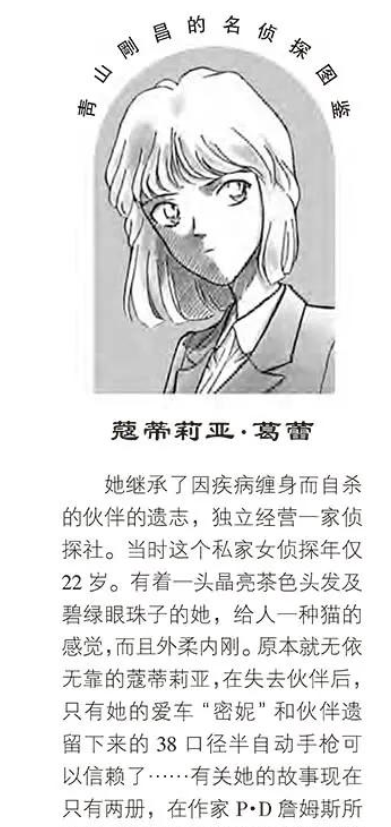 青山剛昌的名侦探图鉴
蔻蒂莉亚·葛蕾
她继承了因疾病缠身而自杀
的伙伴的遗志，独立经营一家侦
探社。当时这个私家女侦探年仅
22 岁。有着一头晶亮茶色头发及
碧绿眼珠子的她，给人一种猫的
感觉，而且外柔内刚。原本就无依
无靠的蔻蒂莉亚，在失去伙伴后，
只有她的爱车“密妮”和伙伴遗
留下来的 38 口径半自动手枪可
以信赖了……有关她的故事现在
只有两册，在作家 P·D 詹姆斯所